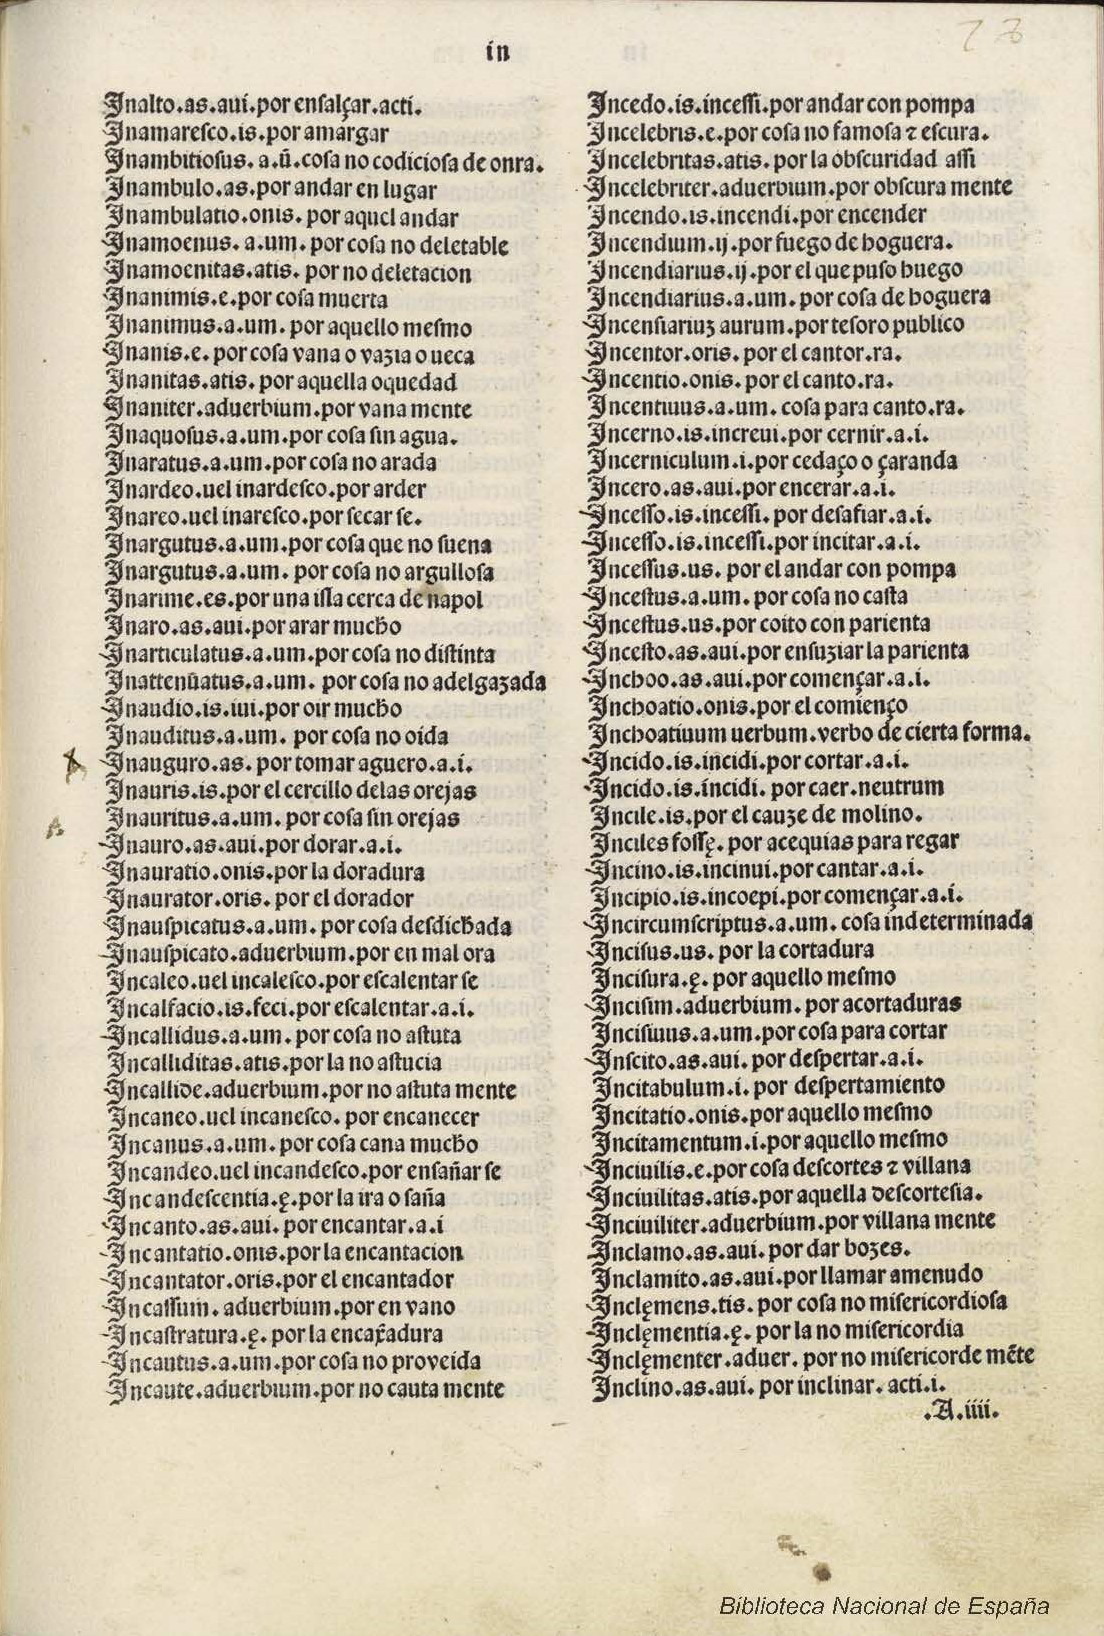 in
Inalto.as.aui.por ensalçar.acti.
Inamaresco.is.por amargar
Inambitiosus.a.ũ.cosa no codiciosa de onra.
Inambulo.as.por andar en lugar
Inambulatio.onis. por aquel andar
Inamoenus. a.um. por cosa no deletable
Inamoenitas.atis. por no deletacion
Inanimis.e.por cosa muerta
Inanimus.a.um. por aquello mesmo
Inanis.e. por cosa vana o vazia o ueca
Inanitas.atis. por aquella oquedad
Inaniter.aduerbium.por vana mente
Inaquosus.a.um.por cosa sin agua.
Inaratus.a.um.por cosa no arada
Inardeo.uel inardesco.por arder
Inareo.uel inaresco.por secar se.
Inargutus.a.um.por cosa que no suena
Inargutus.a.um. por cosa no argullosa
Inarime.es.por una isla cerca de napol
Inaro.as.aui.por arar mucho
Inarticulatus.a.um.por cosa no distinta
Inattenũatus.a.um. por cosa no adelgazada
Inaudio.is.iui.por oir mucho
Inauditus.a.um. por cosa no oida
Inauguro.as. por tomar aguero.a.i.
Inauris.is.por el cercillo delas orejas
Inauritus.a.um. por cosa sin orejas
Inauro.as.aui.por dorar.a.i.
Inauratio.onis.por la doradura
Inaurator.oris. por el dorador
Inauspicatus.a.um. por cosa desdichada
Inauspicato.aduerbium.por en mal ora
Incaleo.uel incalesco.por escalentar se
Incalfacio.is.feci.por escalentar.a.i.
Incallidus.a.um. por cosa no astuta
Incalliditas.atis.por la no astucia
Incallide.aduerbium.por no astuta mente
Incaneo.uel incanesco. por encanecer
Incanus.a.um. por cosa cana mucho
Incandeo.uel incandesco.por ensañar se
Incandescentia.ę.por la ira o saña
Incanto.as.aui. por encantar.a.i
Incantatio.onis.por la encantacion
Incantator.oris.por el encantador
Incassum. aduerbium.por en vano
Incastratura.ę. por la encaxadura
Incautus.a.um.por cosa no proveida
Incaute.aduerbium.por no cauta mente
Incedo.is.incessi.por andar con pompa
Incelebris.e.por cosa no famosa ⁊ escura.
Incelebritas.atis. por la obscuridad assi
Incelebriter.aduerbium.por obscura mente
Incendo.is.incendi.por encender
Incendium.ij.por fuego de hoguera.
Incendiarius.ij.por el que puso huego
Incendiarius.a.um. por cosa de hoguera
Incensiariuʒ aurum.por tesoro publico
Incentor.oris. por el cantor.ra.
Incentio.onis. por el canto.ra.
Incentiuus.a.um. cosa para canto.ra.
Incerno.is.increui.por cernir.a.i.
Incerniculum.i.por cedaço o çaranda
Incero.as.aui.por encerar.a.i.
Incesso.is.incessi. por desafiar.a.i.
Incesso.is.incessi.por incitar.a.i.
Incessus.us. por el andar con pompa
Incestus.a.um. por cosa no casta
Incestus.us.por coito con parienta
Incesto.as.aui.por ensuziar la parienta
Inchoo.as.aui.por començar.a.i.
Inchoatio.onis.por el comienço
Inchoatiuum uerbum.verbo de cierta forma.
Incido.is.incidi.por cortar.a.i.
Incido.is.incidi. por caer.neutrum
Incile.is.por el cauze de molino.
Inciles fossę. por acequias para regar
Incino.is.incinui.por cantar.a.i.
Incipio.is.incoepi.por començar.a.i.
Incircumscriptus.a.um. cosa indeterminada
Incisus.us. por la cortadura
Incisura.ę. por aquello mesmo
Incisim.aduerbium. por acortaduras
Incisiuus.a.um.por cosa para cortar
Inscito.as.aui. por despertar.a.i.
Incitabulum.i. por despertamiento
Incitatio.onis.por aquello mesmo
Incitamentum.i.por aquello mesmo
Inciuilis.e.por cosa descortes ⁊ villana
Inciuilitas.atis.por aquella descortesia.
Inciuiliter.aduerbium.por villana mente
Inclamo.as.aui. por dar bozes.
Inclamito.as.aui.por llamar amenudo
Inclęmens.tis. por cosa no misericordiosa
Inclęmentia.ę. por la no misericordia
Inclęmenter.aduer. por no misericorde mẽte
Inclino.as.aui. por inclinar. acti.i.
.A.iiii.
Biblioteca Nacional de España